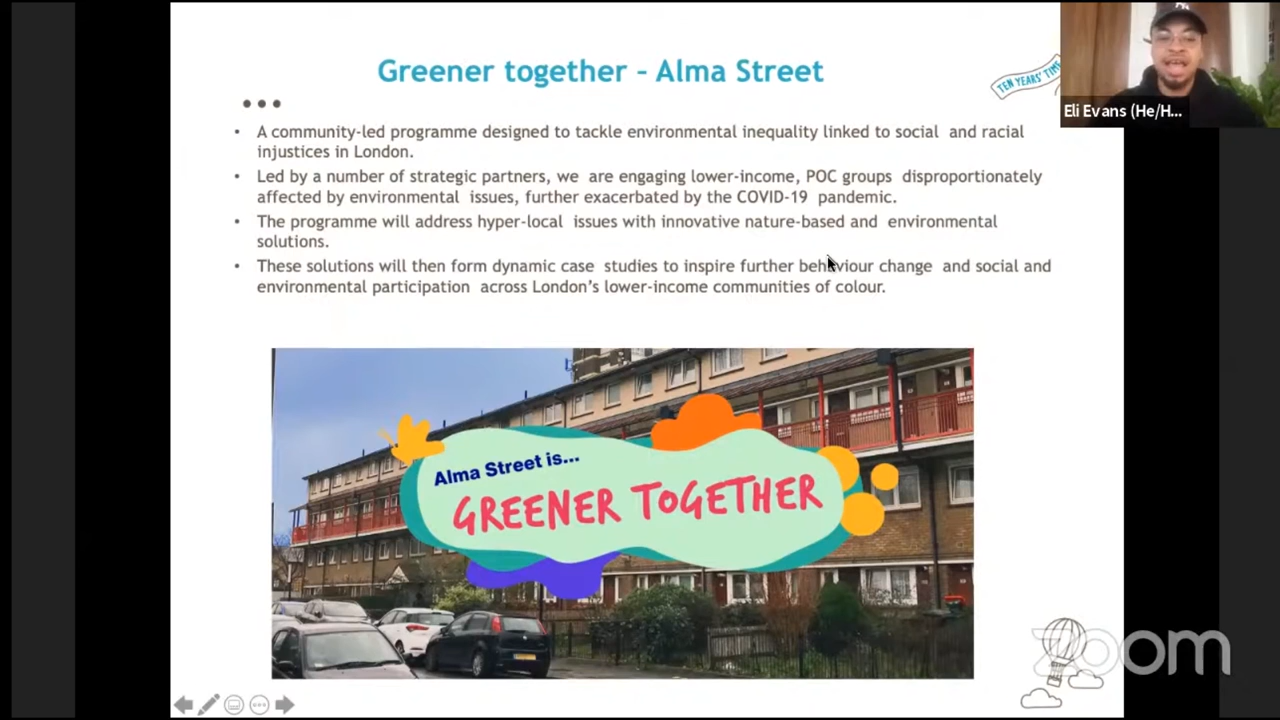 Greener together – Alma Street
TEN YEARS' TIME
Eli Evans (He/H...
• A community-led programme designed to tackle environmental inequality linked to social and racial
injustices in London.
• Led by a number of strategic partners, we are engaging lower-income, POC groups disproportionately
affected by environmental issues, further exacerbated by the COVID-19 pandemic.
• The programme will address hyper-local issues with innovative nature-based and environmental
solutions.
• These solutions will then form dynamic case studies to inspire further behaviour change and social and
environmental participation across London's lower-income communities of colour.
Alma Street is...
GREENER TOGETHER
zoom